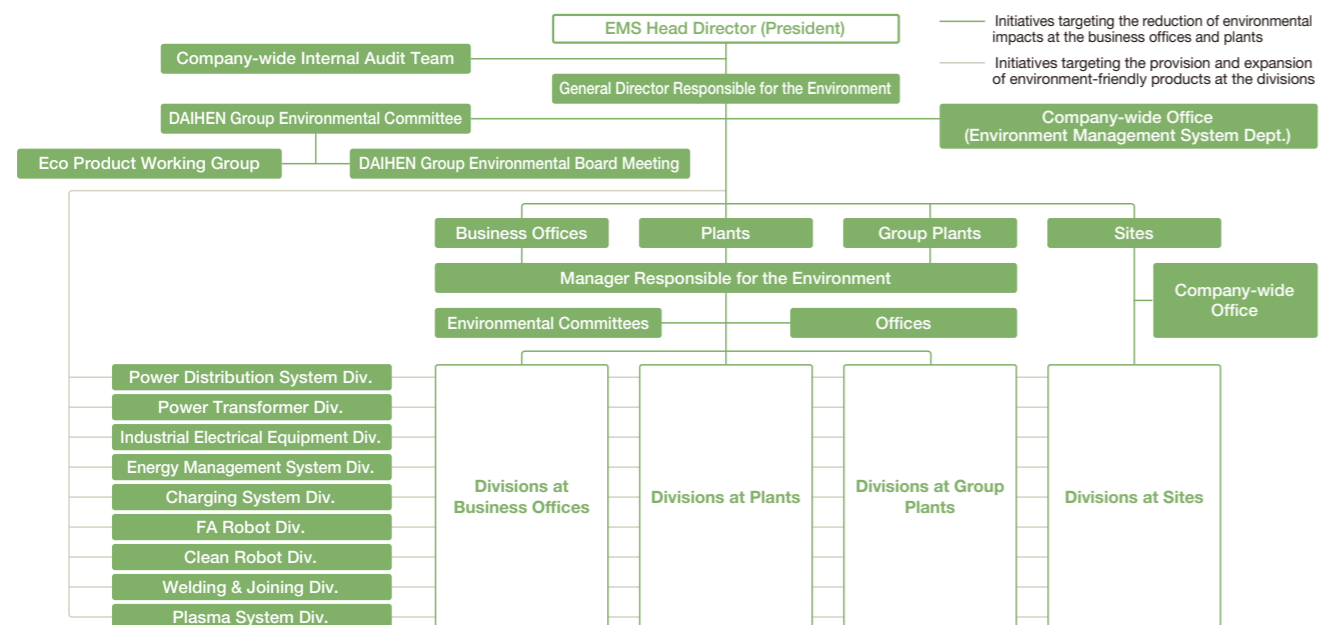 EMS Head Director (President)
Initiatives targeting the reduction of environmental
impacts at the business offices and plants
Initiatives targeting the provision and expansion
of environment-friendly products at the divisions
Company-wide Internal Audit Team
General Director Responsible for the Environment
DAIHEN Group Environmental Committee
Company-wide Office
(Environment Management System Dept.)
Eco Product Working Group
DAIHEN Group Environmental Board Meeting
Business Offices
Plants
Group Plants
Sites
Manager Responsible for the Environment
Company-wide
Office
Environmental Committees
Offices
Power Distribution System Div.
Power Transformer Div.
Industrial Electrical Equipment Div.
Energy Management System Div.
Charging System Div.
FA Robot Div.
Clean Robot Div.
Welding & Joining Div.
Plasma System Div.
Divisions at
Business Offices
Divisions at Plants
Divisions at Group
Plants
Divisions at Sites